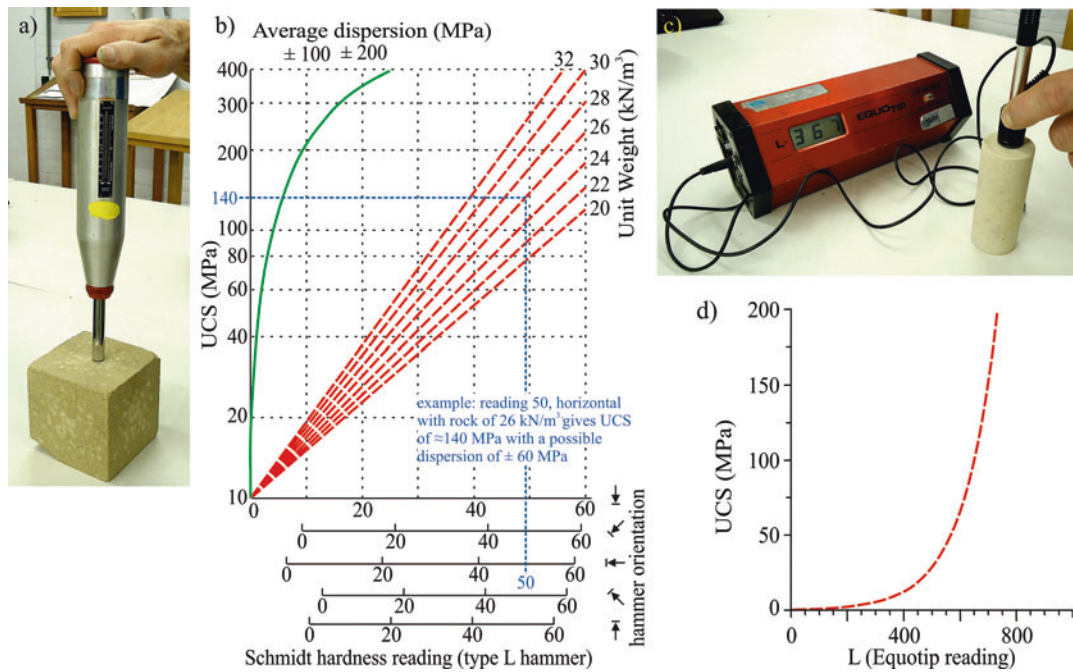 a)
b)
Average dispersion (MPa)
± 100 ± 200
400
300
200
140
100
80
60
40
20
10
UCS (MPa)
32 30
28
26
24
22
20
Unit Weight (kN/m³)
example: reading 50, horizontal
with rock of 26 kN/m³ gives UCS
of ≈140 MPa with a possible
dispersion of ± 60 MPa
0 20 40 60
0 20 40 60
0 20 40 60
50
0 20 40 60
0 20 40 60
hammer orientation
Schmidt hardness reading (type L hammer)
c)
L- 367
EQUOTIP
d)
200
150
100
50
0
UCS (MPa)
0 400 800
L (Equotip reading)